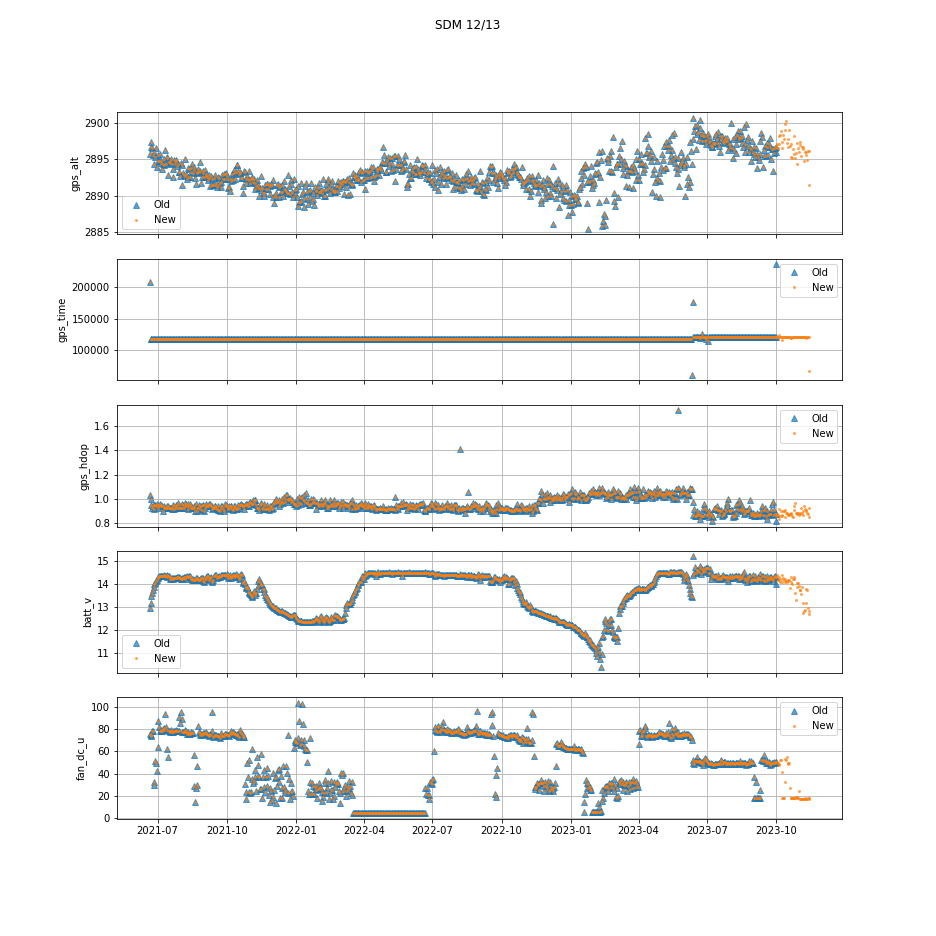 SDM 12/13
2900
2895
2890
2885
gps_alt
Old
New
200000
150000
100000
gps_time
Old
New
1.6
1.4
1.2
1.0
0.8
gps_hdop
Old
New
15
14
13
12
11
batt_v
Old
New
100
80
60
40
20
0
fan_dc_u
Old
New
2021-07 2021-10 2022-01 2022-04 2022-07 2022-10 2023-01 2023-04 2023-07 2023-10